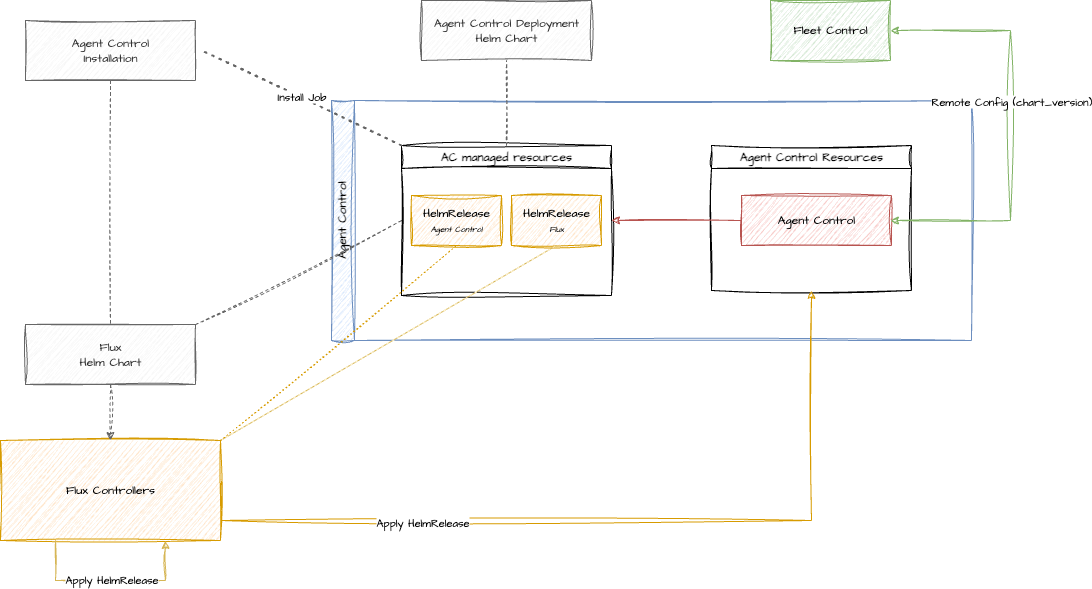 Agent Control
Installation
Agent Control Deployment
Helm Chart
Fleet Control
Install Job
Remote Config (chart_version)
Agent Control
AC managed resources
Agent Control Resources
HelmRelease
Agent Control
HelmRelease
Flux
Agent Control
Flux
Helm Chart
Flux Controllers
Apply HelmRelease
Apply HelmRelease